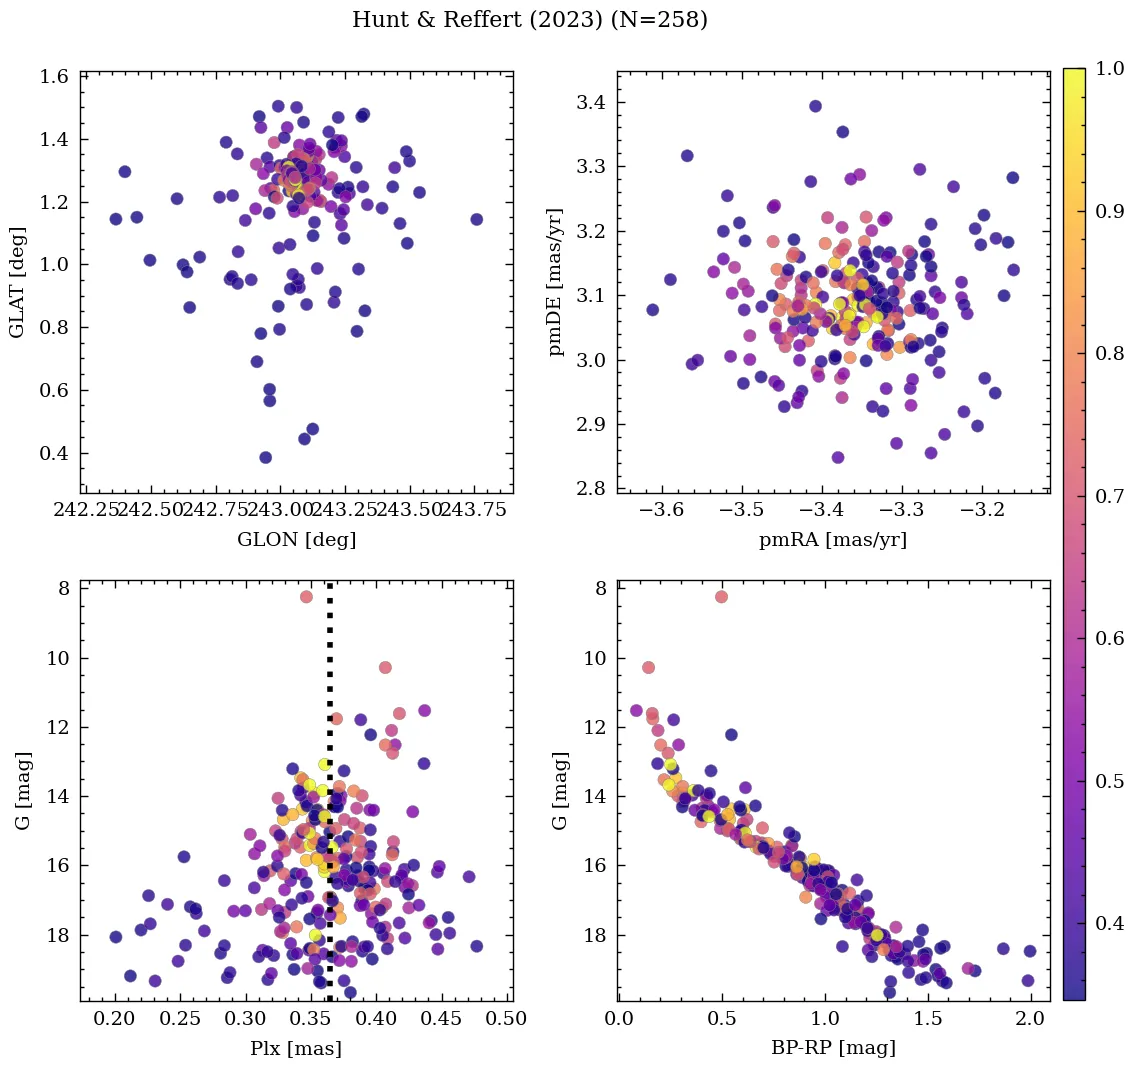 Hunt & Reffert (2023) (N=258)
1.6
1.4
1.2
1.0
0.8
0.6
0.4
GLAT [deg]
242.25 242.50 242.75 243.00 243.25 243.50 243.75
GLON [deg]
3.4
3.3
3.2
3.1
3.0
2.9
2.8
pmDE [mas/yr]
−3.6 −3.5 −3.4 −3.3 −3.2
pmRA [mas/yr]
8
10
12
14
16
18
G [mag]
0.20 0.25 0.30 0.35 0.40 0.45 0.50
Plx [mas]
8
10
12
14
16
18
G [mag]
0.0 0.5 1.0 1.5 2.0
BP-RP [mag]
1.0
0.9
0.8
0.7
0.6
0.5
0.4